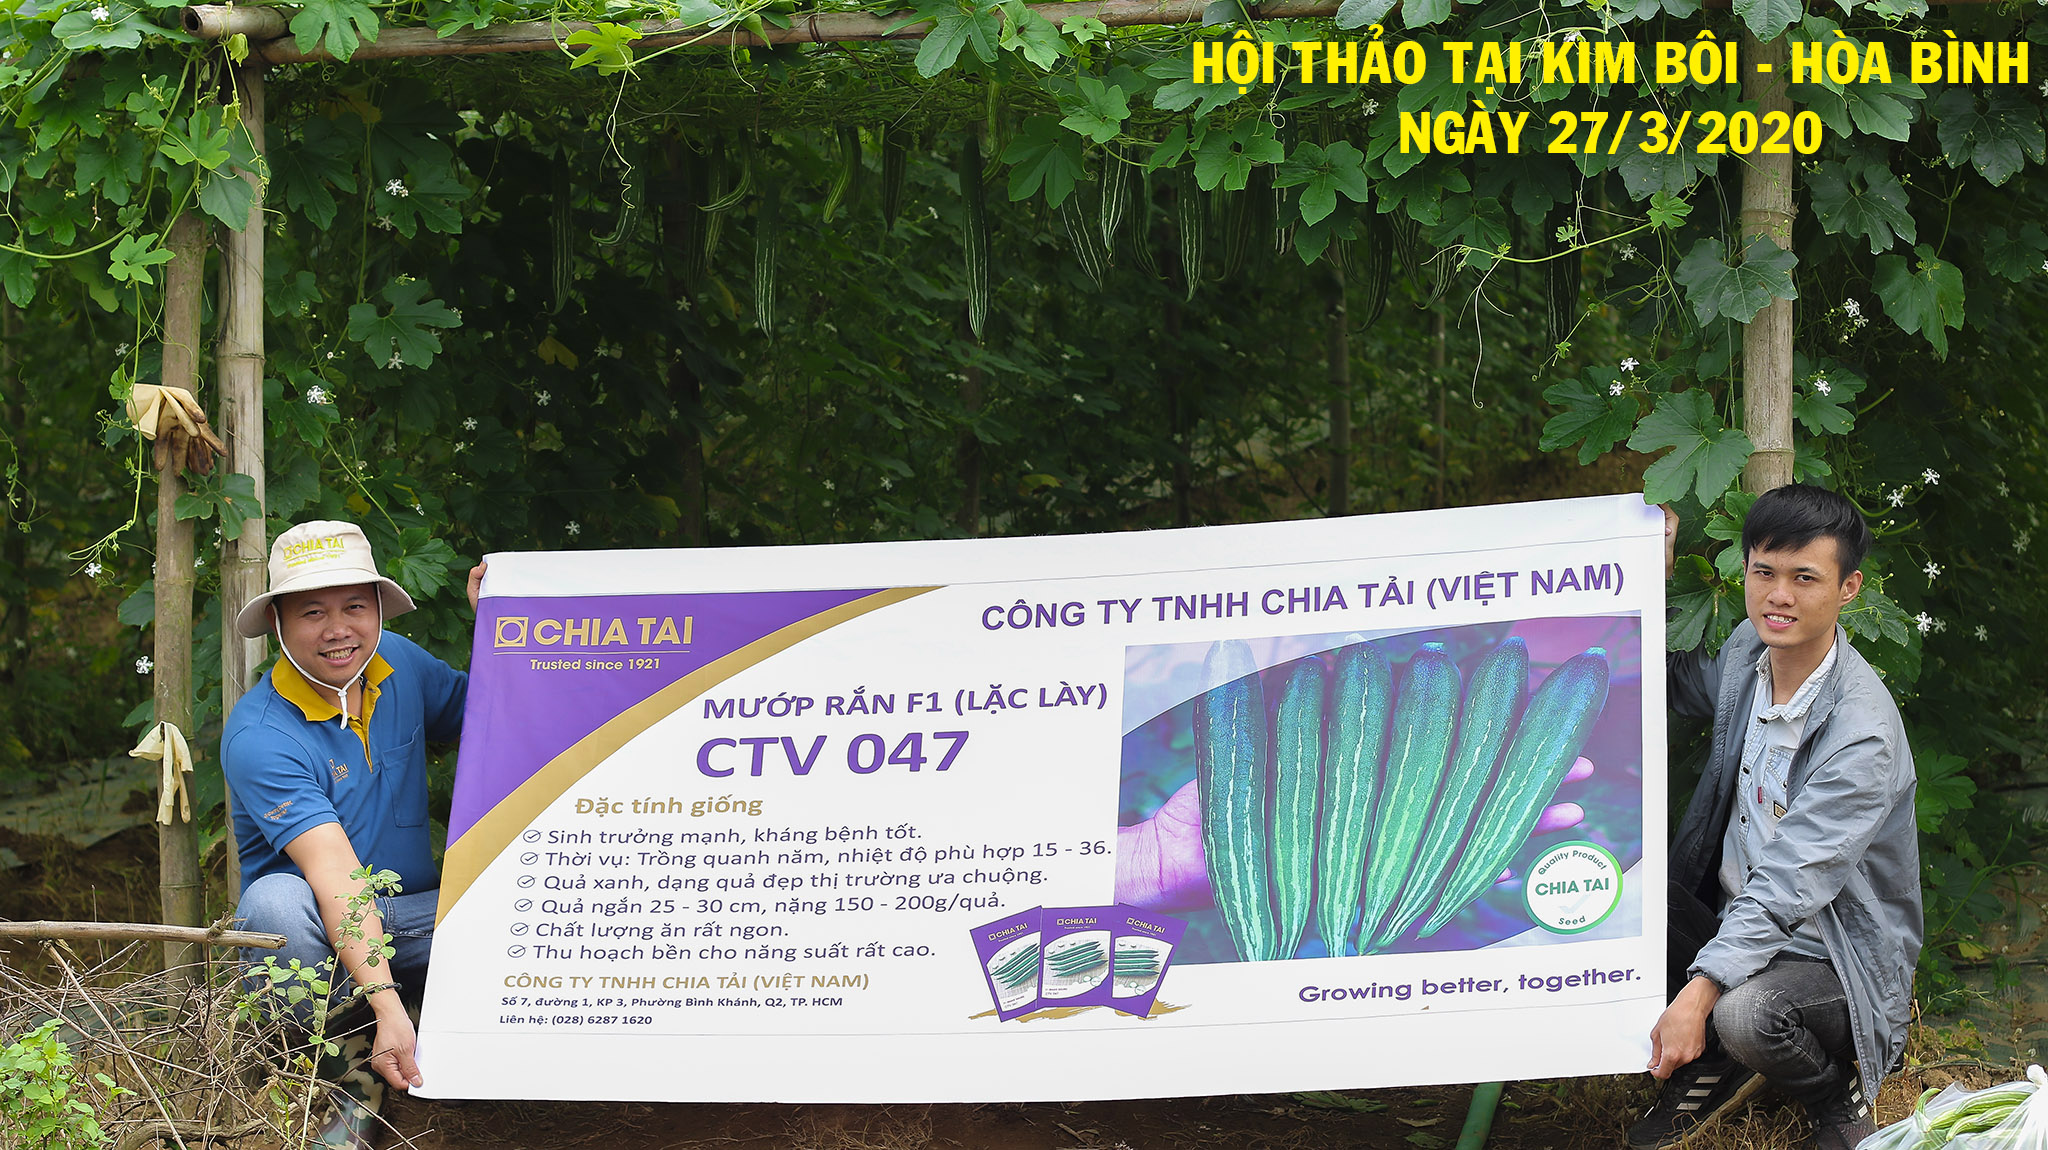 HỘI THẢO TẠI KIM BÔI - HÒA BÌNH
NGÀY 27/3/2020
CHIA TAI
CHIA TAI
Trusted since 1921
CÔNG TY TNHH CHIA TẢI (VIỆT NAM)
MƯỚP RẮN F1 (LẶC LÀY)
CTV 047
Đặc tính giống
Sinh trưởng mạnh, kháng bệnh tốt.
Thời vụ: Trồng quanh năm, nhiệt độ phù hợp 15 - 36.
Quả xanh, dạng quả đẹp thị trường ưa chuộng.
Quả ngắn 25 - 30 cm, nặng 150 - 200g/quả.
Chất lượng ăn rất ngon.
Thu hoạch bền cho năng suất rất cao.
CÔNG TY TNHH CHIA TẢI (VIỆT NAM)
Số 7, đường 1, KP 3, Phường Bình Khánh, Q2, TP. HCM
Liên hệ: (028) 6287 1620
CHIA TAI
CHIA TAI
CHIA TAI
Quality Product
CHIA TAI
Seed
Growing better, together.